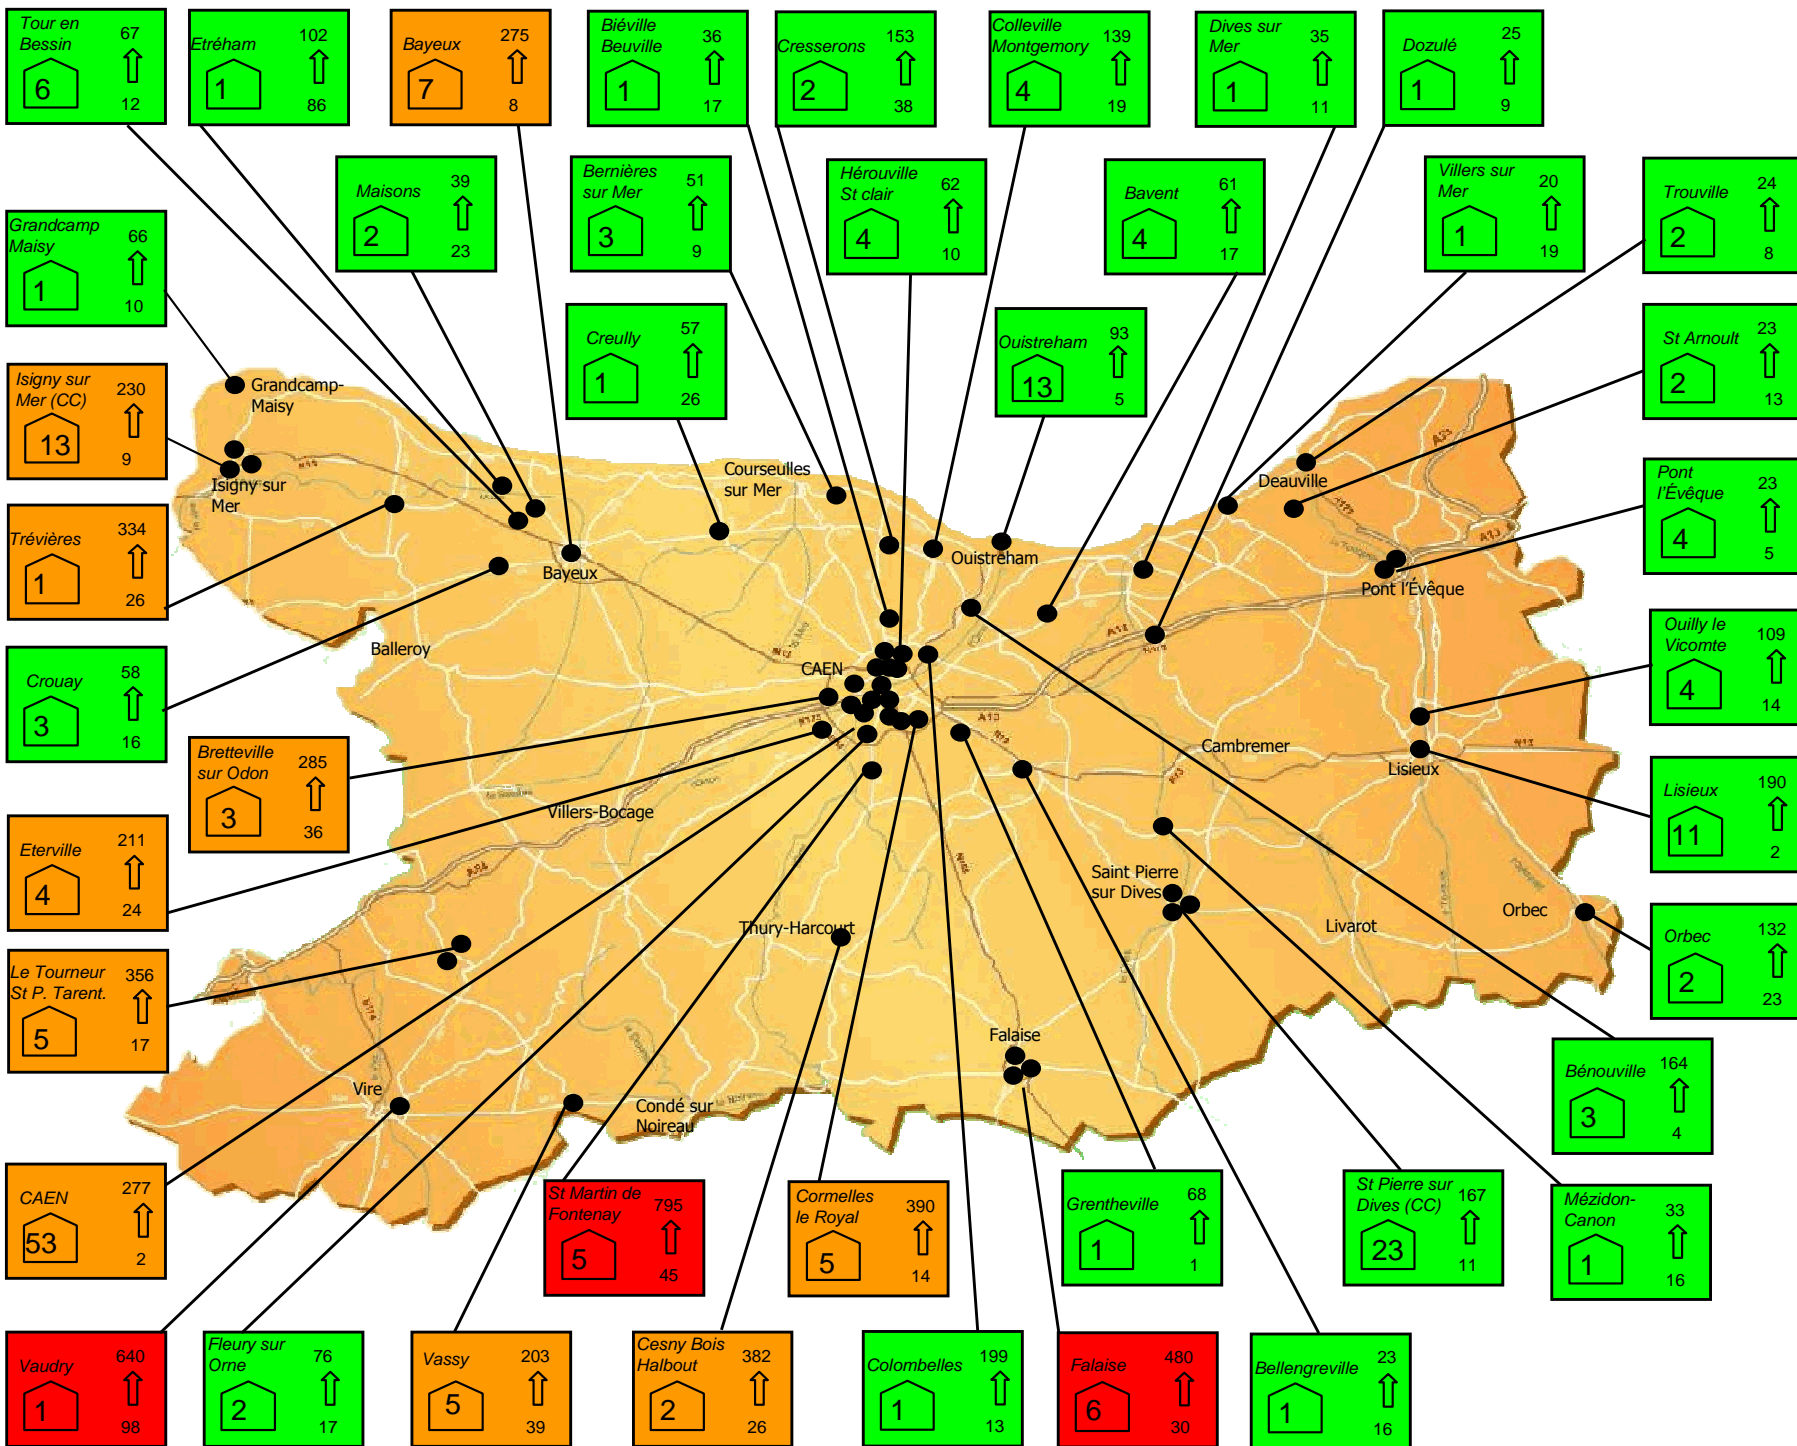 Tour en
Bessin
67
6
12
Etréham
102
1
86
Bayeux
275
7
8
Biéville
Beuville
36
1
17
Cresserons
153
2
38
Colleville
Montgemory
139
4
19
Dives sur
Mer
35
1
11
Dozulé
25
1
9
Grandcamp
Maisy
66
1
10
Maisons
39
2
23
Bernières
sur Mer
51
3
9
Hérouville
St clair
62
4
10
Bavent
61
4
17
Villers sur
Mer
20
1
19
Trouville
24
2
8
Creully
57
1
26
Ouistreham
93
13
5
St Arnoult
23
2
13
Isigny sur
Mer (CC)
230
13
9
Pont
l'Évêque
23
4
5
Trévières
334
1
26
Crouay
58
3
16
Ouilly le
Vicomte
109
4
14
Bretteville
sur Odon
285
3
36
Lisieux
190
11
2
Eterville
211
4
24
Orbec
132
2
23
Le Tourneur
St P. Tarent.
356
5
17
Bénouville
164
3
4
CAEN
277
53
2
St Martin de
Fontenay
795
5
45
Cormelles
le Royal
390
5
14
Grentheville
68
1
1
St Pierre sur
Dives (CC)
167
23
11
Mézidon-
Canon
33
1
16
Vaudry
640
1
98
Fleury sur
Orne
76
2
17
Vassy
203
5
39
Cesny Bois
Halbout
382
2
26
Colombelles
199
1
13
Falaise
480
6
30
Bellengreville
23
1
16
Grandcamp-
Maisy
Isigny sur
Mer
Courseulles
sur Mer
Bayeux
Ouistreham
Deauville
Pont l'Évêque
Balleroy
CAEN
Cambremer
Lisieux
Villers-Bocage
Saint Pierre
sur Dives
Thury-Harcourt
Livarot
Orbec
Falaise
Vire
Condé sur
Noireau
A13
A13
N13